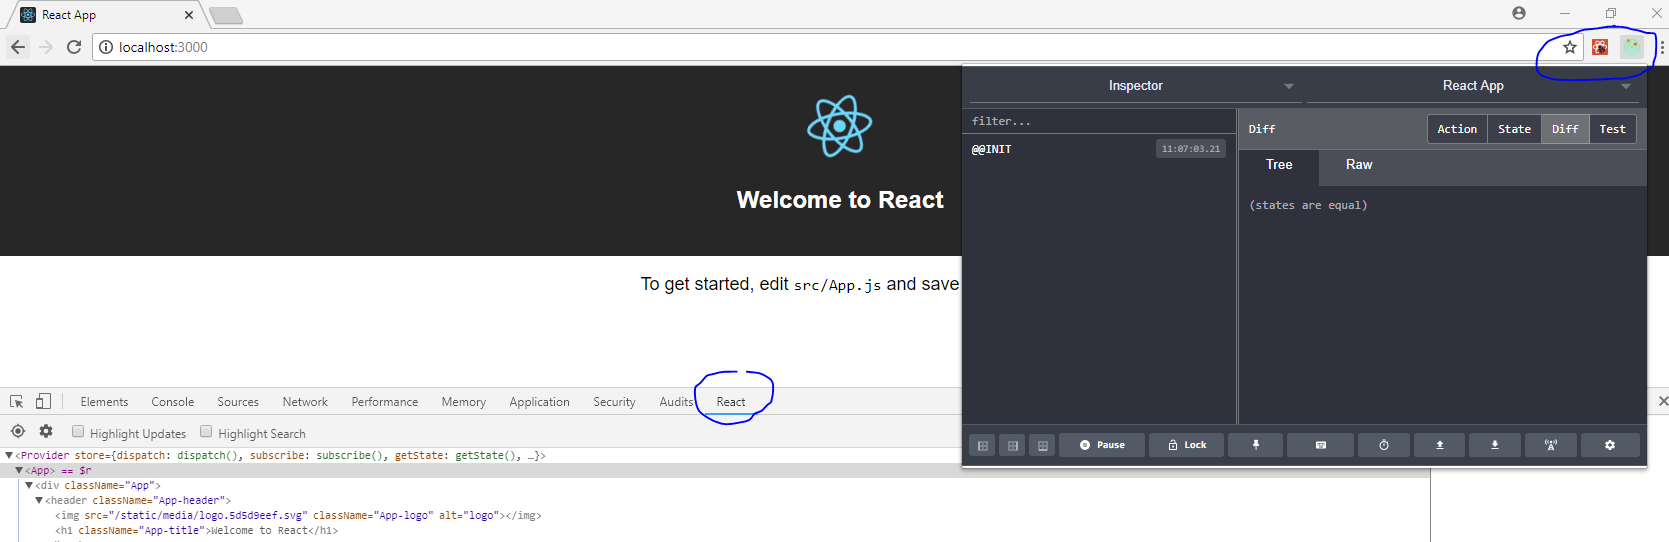 React App
localhost:3000
Inspector
React App
filter...
Diff
Action State Diff Test
@@INIT 11:07:03.21
Tree Raw
(states are equal)
Welcome to React
To get started, edit src/App.js and save
Pause Lock
Elements Console Sources Network Performance Memory Application Security Audits React
Highlight Updates Highlight Search
<Provider store={dispatch: dispatch(), subscribe: subscribe(), getState: getState(), …}>
<App> == $r
<div className="App">
<header className="App-header">
<img src="/static/media/logo.5d5d9eef.svg" className="App-logo" alt="logo"></img>
<h1 className="App-title">Welcome to React</h1>